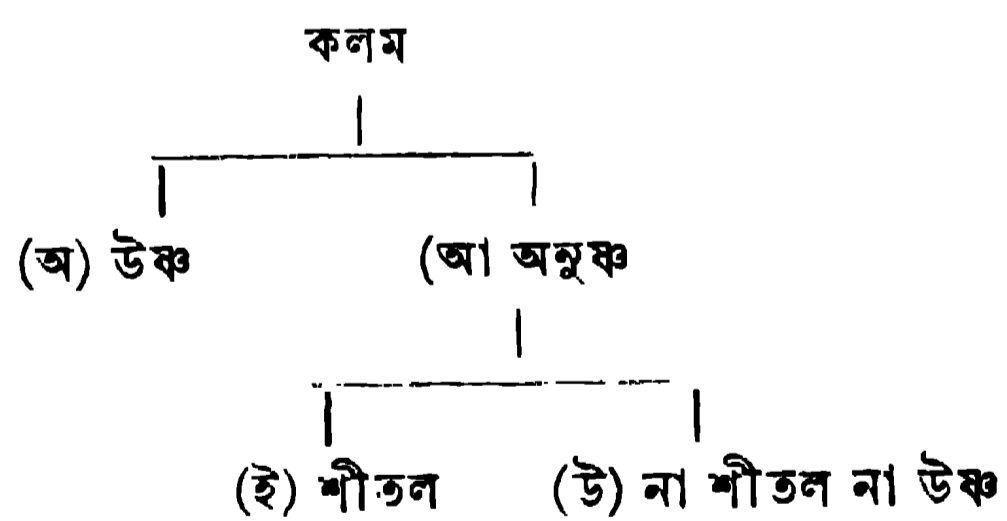 কলম
(অ) উষ্ণ (আ অনুষ্ণ
(ই) শীতল (উ) না শীতল না উষ্ণ